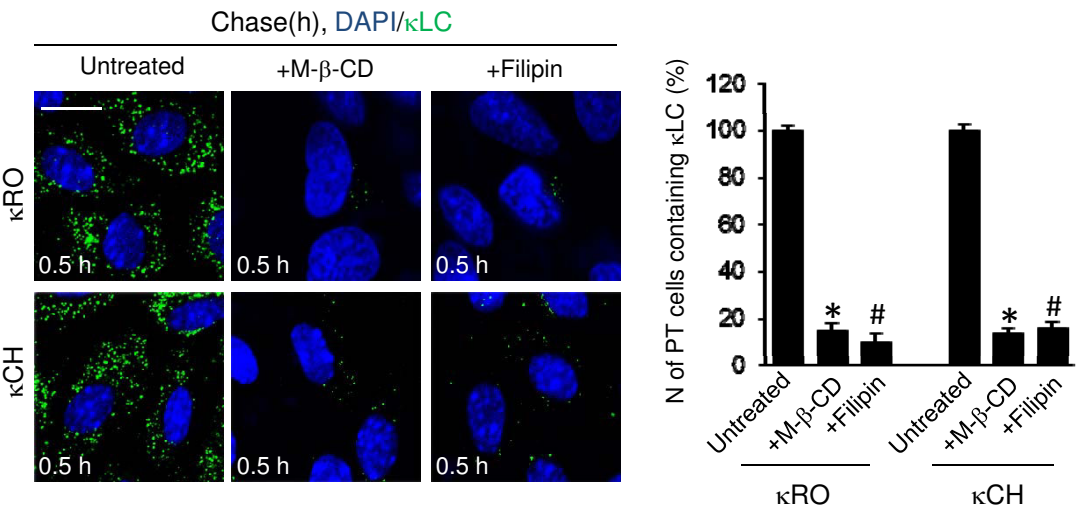 Chase(h), DAPI/κLC
Untreated
+M-β-CD
+Filipin
κRO
0.5 h
0.5 h
0.5 h
κCH
0.5 h
0.5 h
0.5 h
N of PT cells containing κLC (%)
120
100
80
60
40
20
0
*
#
*
#
Untreated
+M-β-CD
+Filipin
Untreated
+M-β-CD
+Filipin
κRO
κCH